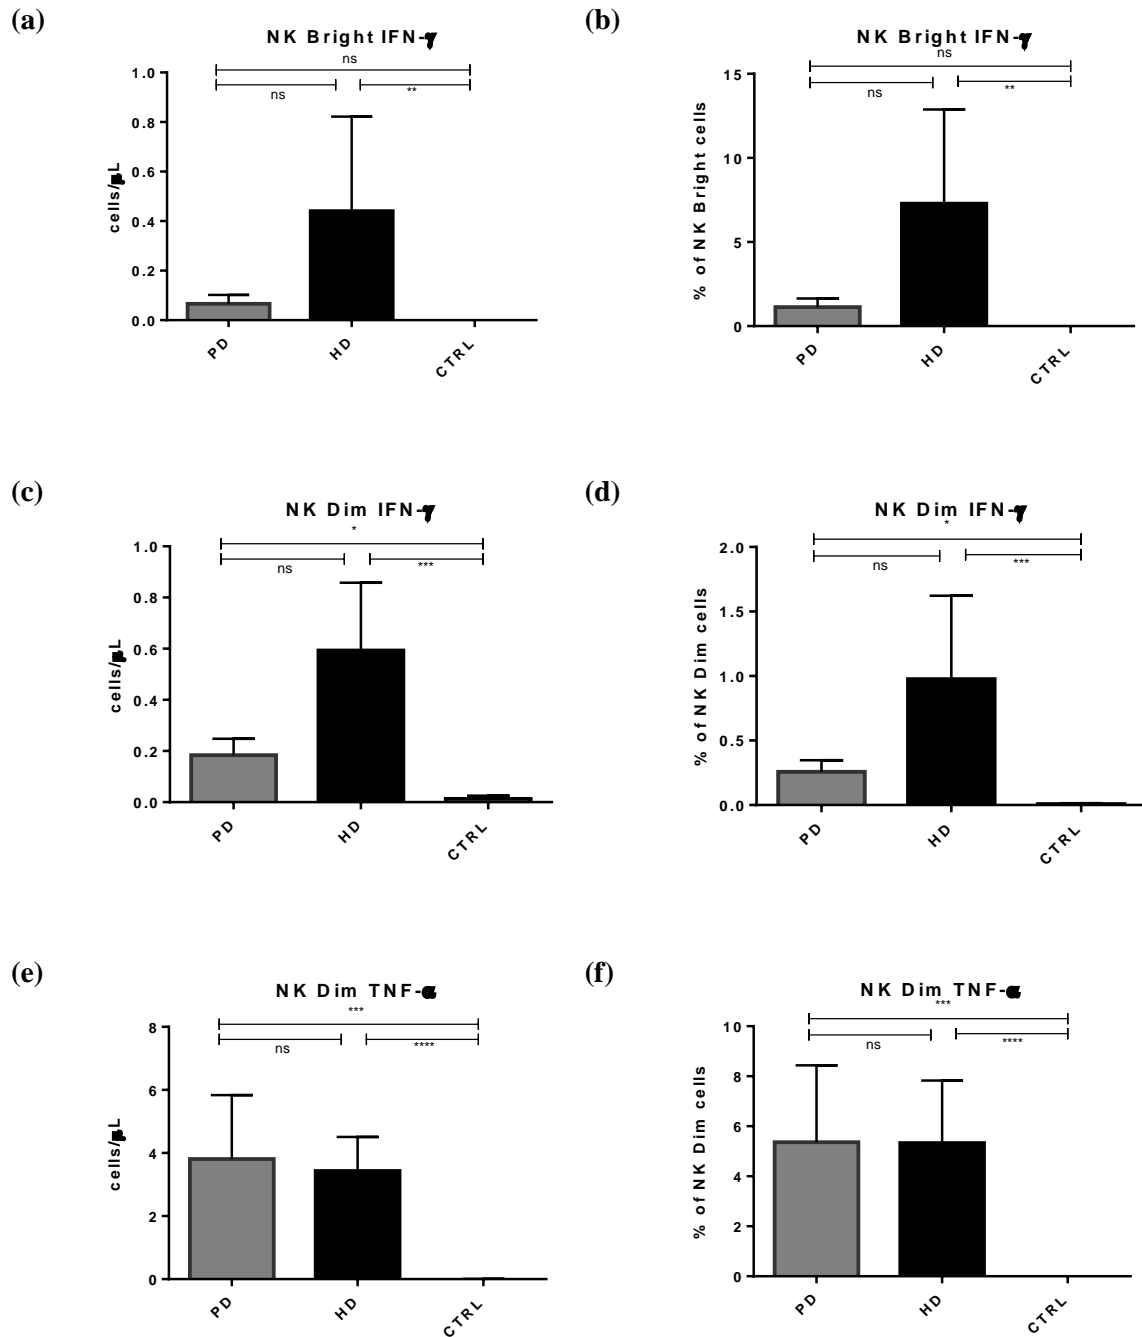 (a)
NK Bright IFN-γ
ns
ns
**
1.0
0.8
0.6
0.4
0.2
0.0
cells/μL
PD
HD
CTRL
(b)
NK Bright IFN-γ
ns
ns
**
15
10
5
0
% of NK Bright cells
PD
HD
CTRL
(c)
NK Dim IFN-γ
*
ns
***
1.0
0.8
0.6
0.4
0.2
0.0
cells/μL
PD
HD
CTRL
(d)
NK Dim IFN-γ
*
ns
***
2.0
1.5
1.0
0.5
0.0
% of NK Dim cells
PD
HD
CTRL
(e)
NK Dim TNF-α
***
ns
****
8
6
4
2
0
cells/μL
PD
HD
CTRL
(f)
NK Dim TNF-α
***
ns
****
10
8
6
4
2
0
% of NK Dim cells
PD
HD
CTRL